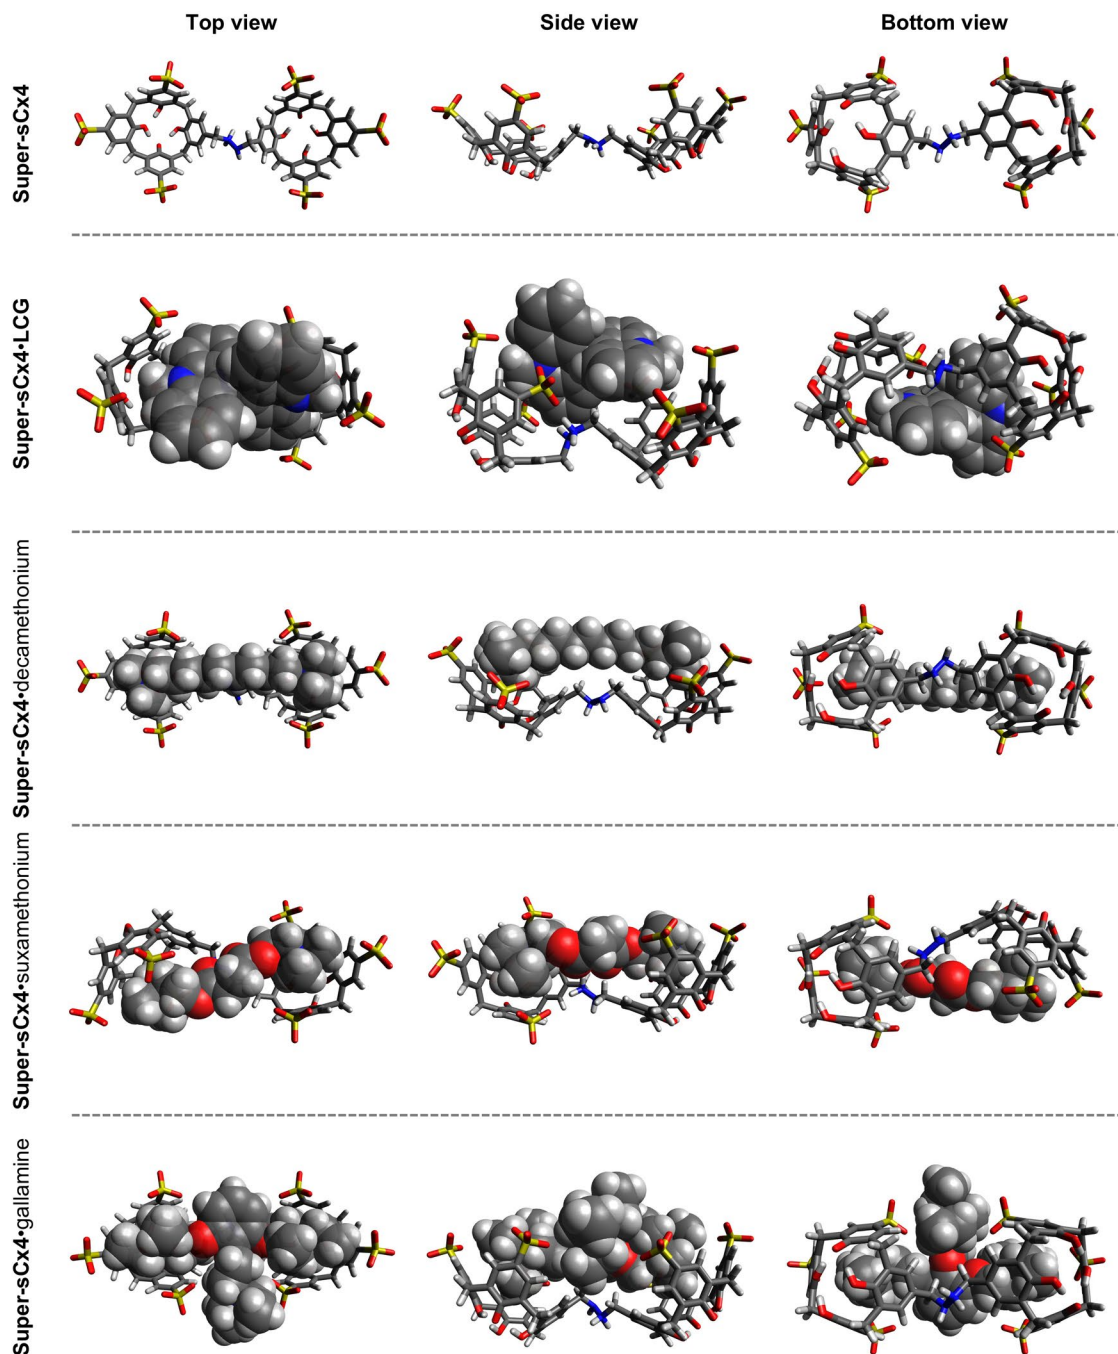 Top view
Side view
Bottom view
Super-sCx4
Super-sCx4•LCG
Super-sCx4•decamethonium
Super-sCx4•suxamethonium
Super-sCx4•gallamine